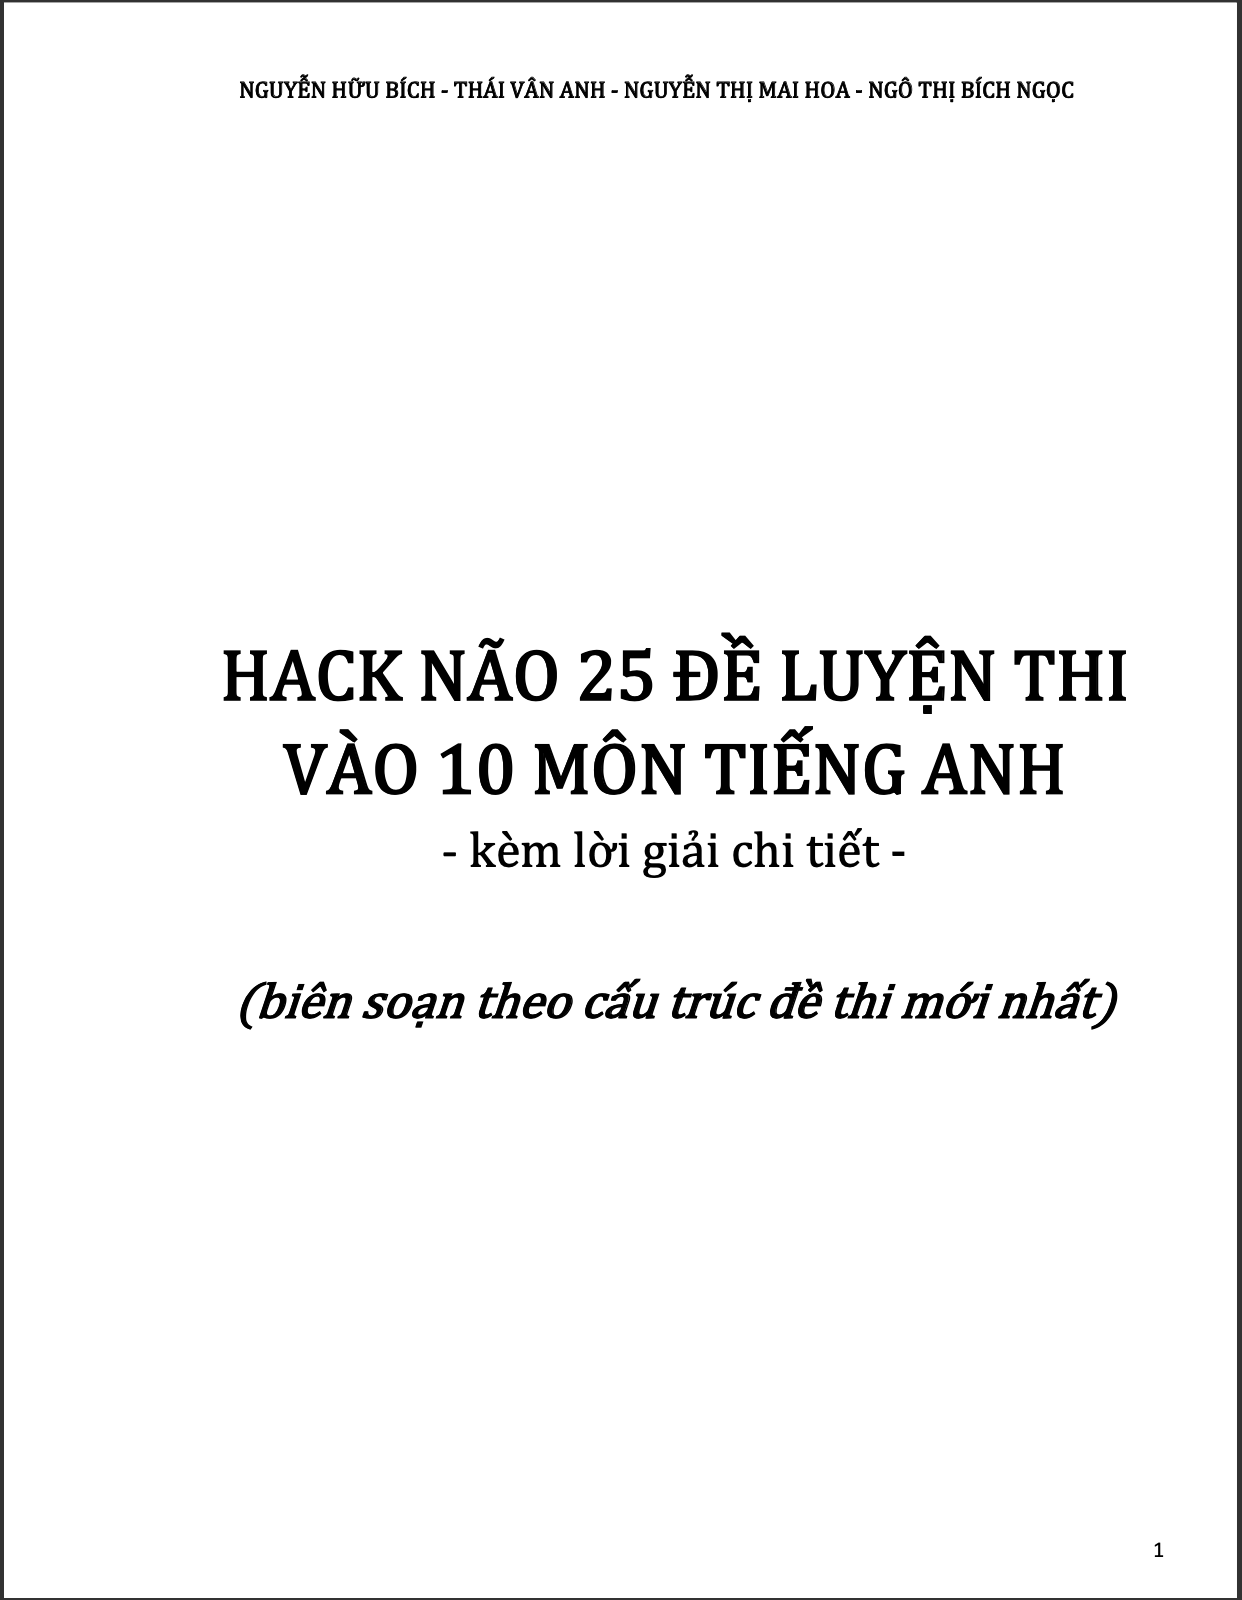 NGUYỄN HỮU BÍCH - THÁI VÂN ANH - NGUYỄN THỊ MAI HOA - NGÔ THỊ BÍCH NGỌC
HACK NÃO 25 ĐỀ LUYỆN THI
VÀO 10 MÔN TIẾNG ANH
- kèm lời giải chi tiết -
(biên soạn theo cấu trúc đề thi mới nhất)
1